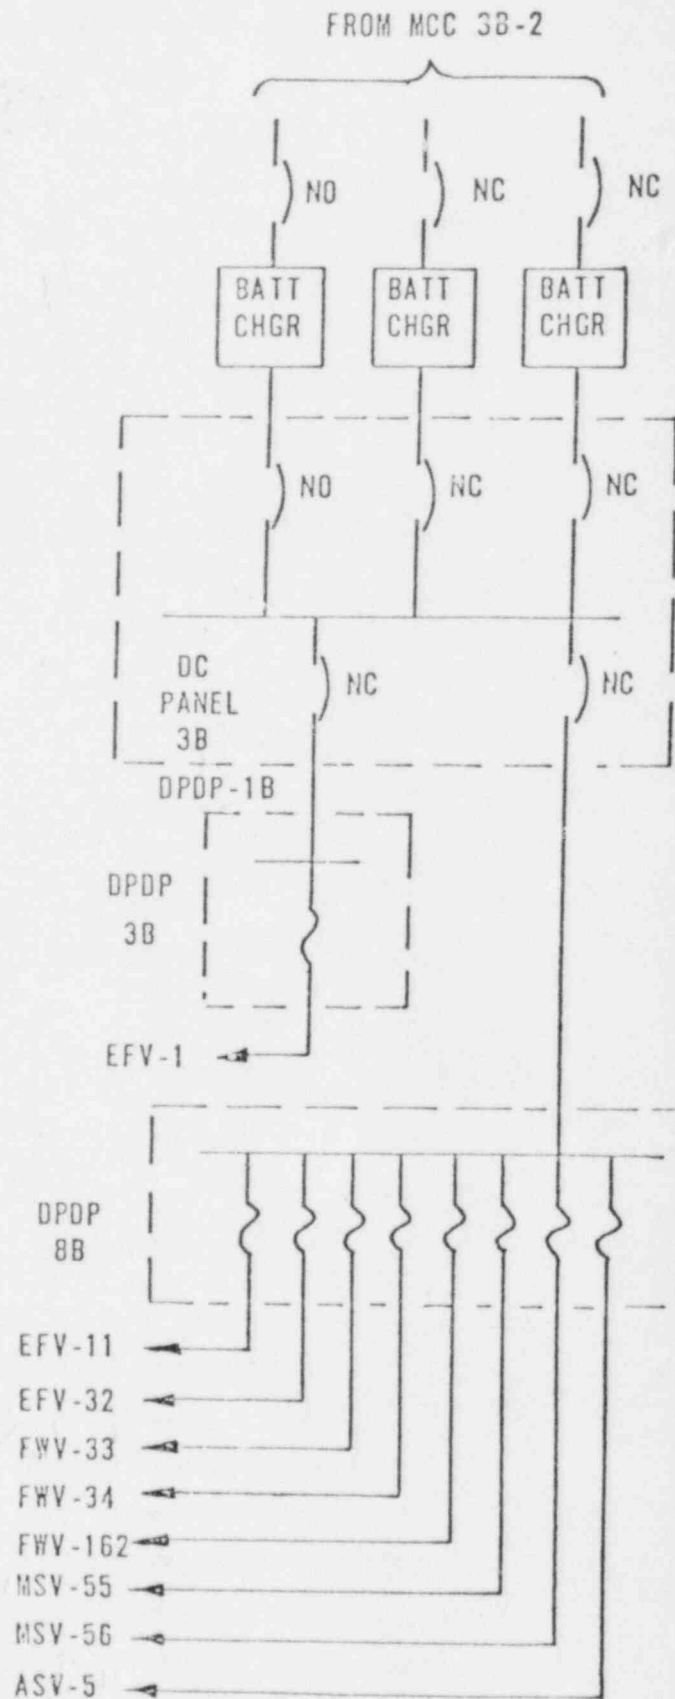 FROM MCC 3B-2
NO
NC
NC
BATT
CHGR
BATT
CHGR
BATT
CHGR
NO
NC
NC
DC
PANEL
3B
NC
NC
DPDP-1B
DPDP
3B
EFV-1
DPDP
8B
EFV-11
EFV-32
FWV-33
FWV-34
FWV-162
MSV-55
MSV-56
ASV-5